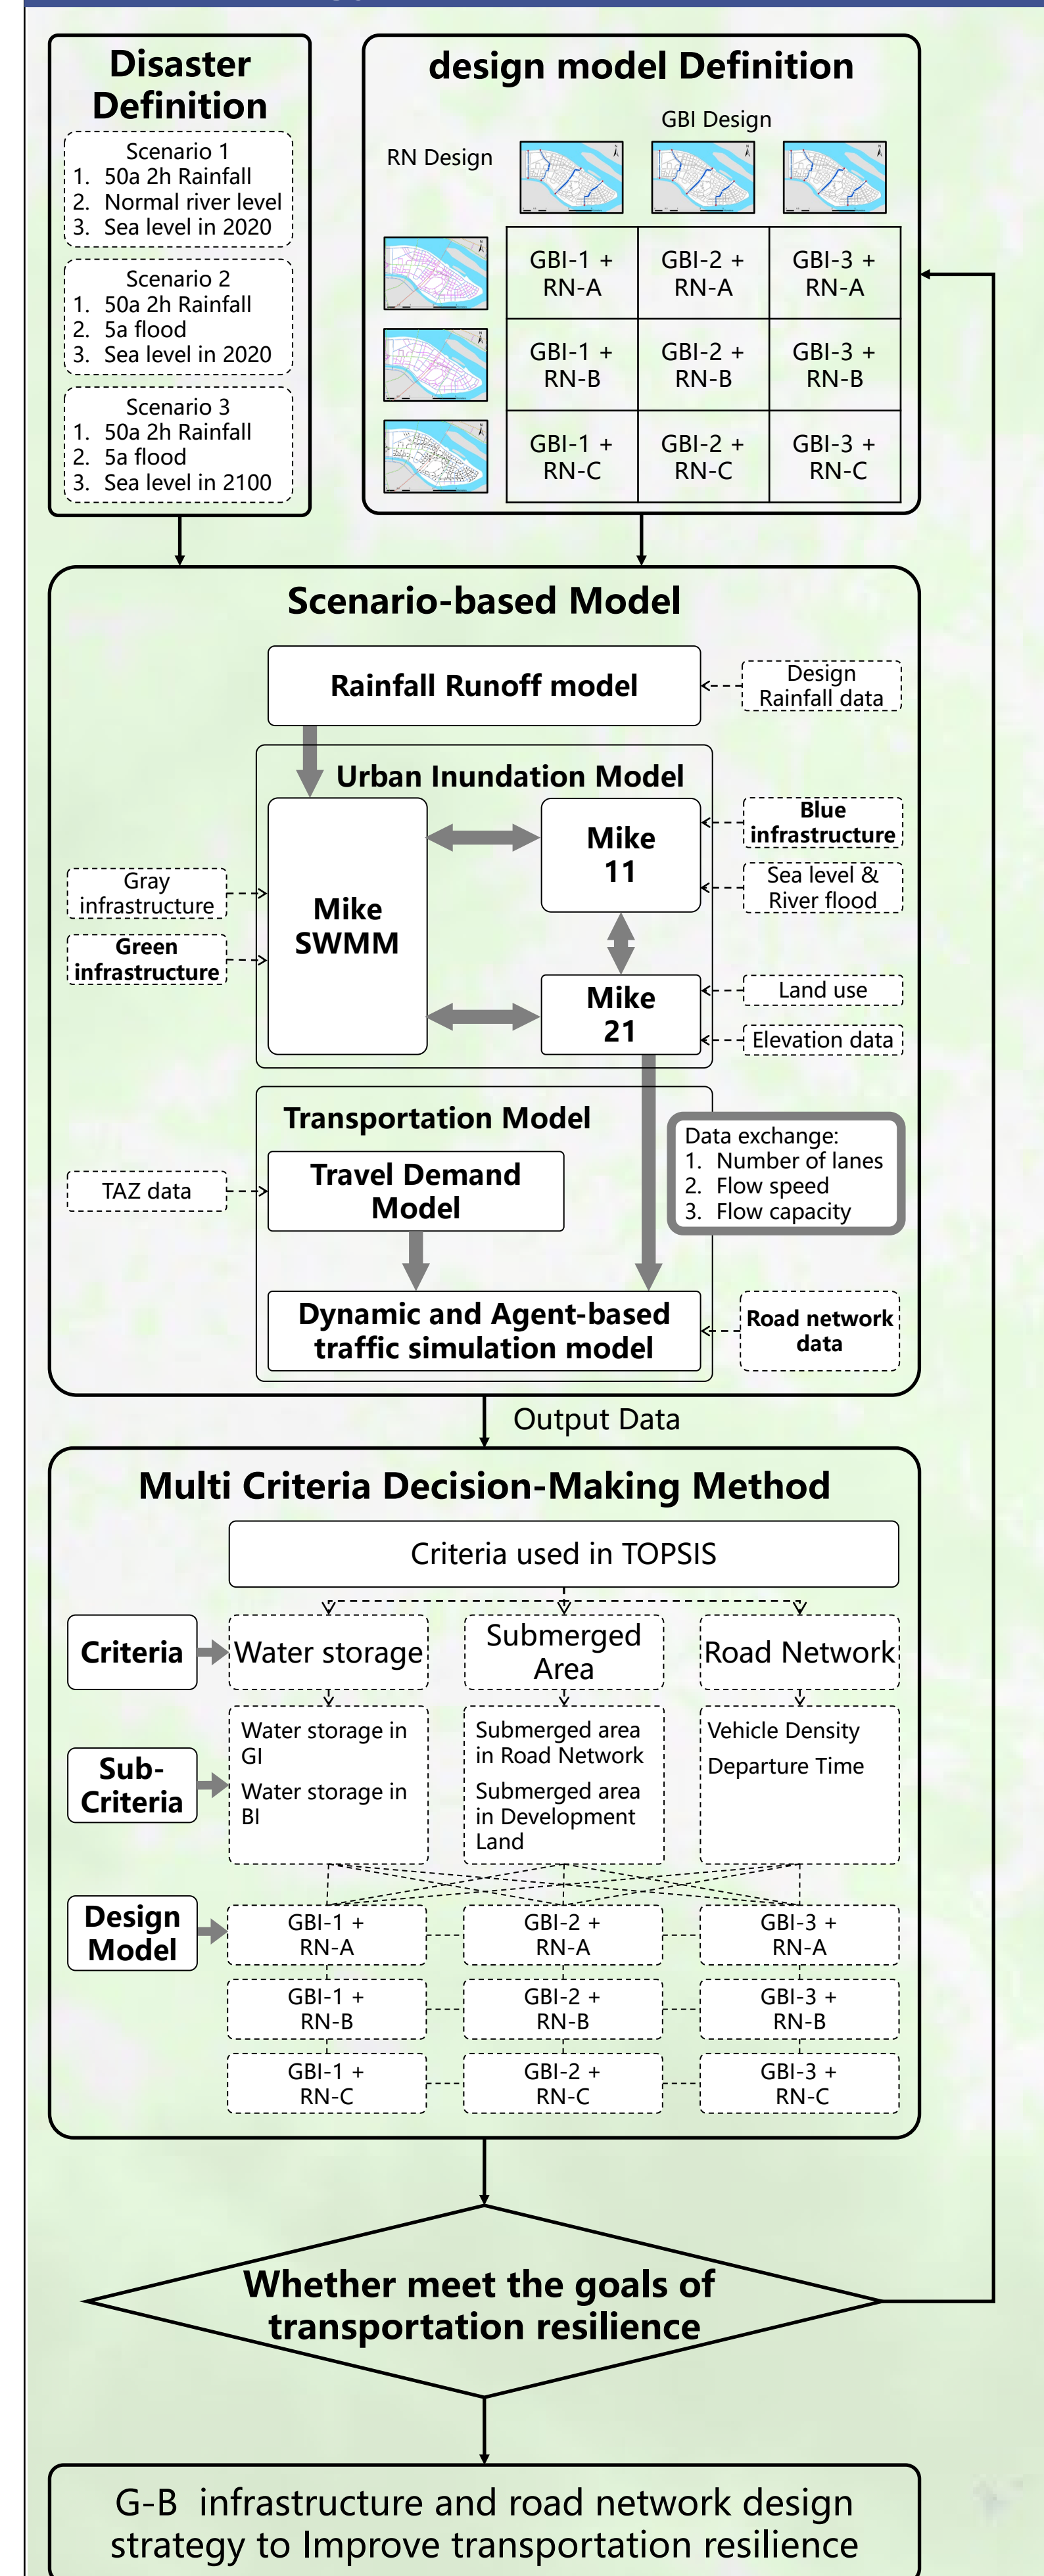 Disaster
Definition
Scenario 1
1. 50a 2h Rainfall
2. Normal river level
3. Sea level in 2020
Scenario 2
1. 50a 2h Rainfall
2. 5a flood
3. Sea level in 2020
Scenario 3
1. 50a 2h Rainfall
2. 5a flood
3. Sea level in 2100
design model Definition
GBI Design
RN Design
GBI-1 +
RN-A
GBI-2 +
RN-A
GBI-3 +
RN-A
GBI-1 +
RN-B
GBI-2 +
RN-B
GBI-3 +
RN-B
GBI-1 +
RN-C
GBI-2 +
RN-C
GBI-3 +
RN-C
Scenario-based Model
Rainfall Runoff model
Design
Rainfall data
Urban Inundation Model
Mike
SWMM
Mike
11
Mike
21
Gray
infrastructure
Green
infrastructure
Blue
infrastructure
Sea level &
River flood
Land use
Elevation data
Transportation Model
Travel Demand
Model
TAZ data
Data exchange:
1. Number of lanes
2. Flow speed
3. Flow capacity
Dynamic and Agent-based
traffic simulation model
Road network
data
Output Data
Multi Criteria Decision-Making Method
Criteria used in TOPSIS
Criteria
Water storage
Submerged
Area
Road Network
Sub-
Criteria
Water storage in
GI
Water storage in
BI
Submerged area
in Road Network
Submerged area
in Development
Land
Vehicle Density
Departure Time
Design
Model
GBI-1 +
RN-A
GBI-2 +
RN-A
GBI-3 +
RN-A
GBI-1 +
RN-B
GBI-2 +
RN-B
GBI-3 +
RN-B
GBI-1 +
RN-C
GBI-2 +
RN-C
GBI-3 +
RN-C
Whether meet the goals of
transportation resilience
G-B infrastructure and road network design
strategy to Improve transportation resilience